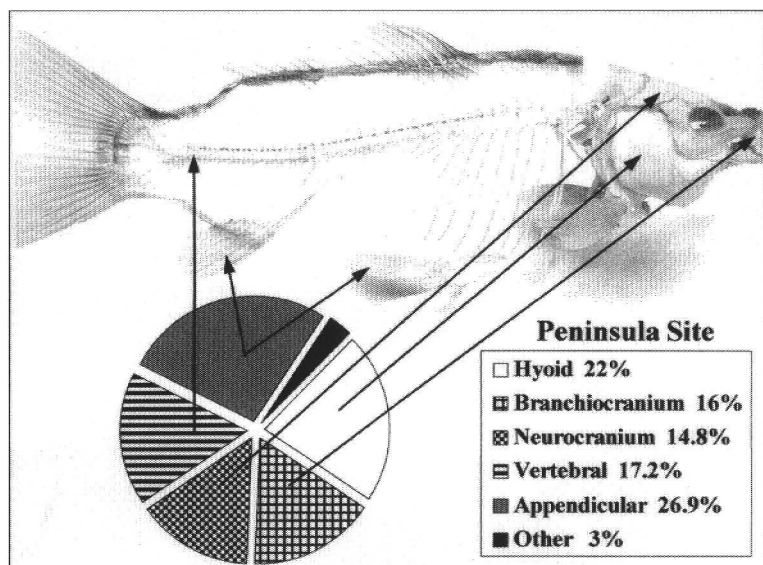 Peninsula Site
Hyoid 22%
Branchiocranium 16%
Neurocranium 14.8%
Vertebral 17.2%
Appendicular 26.9%
Other 3%